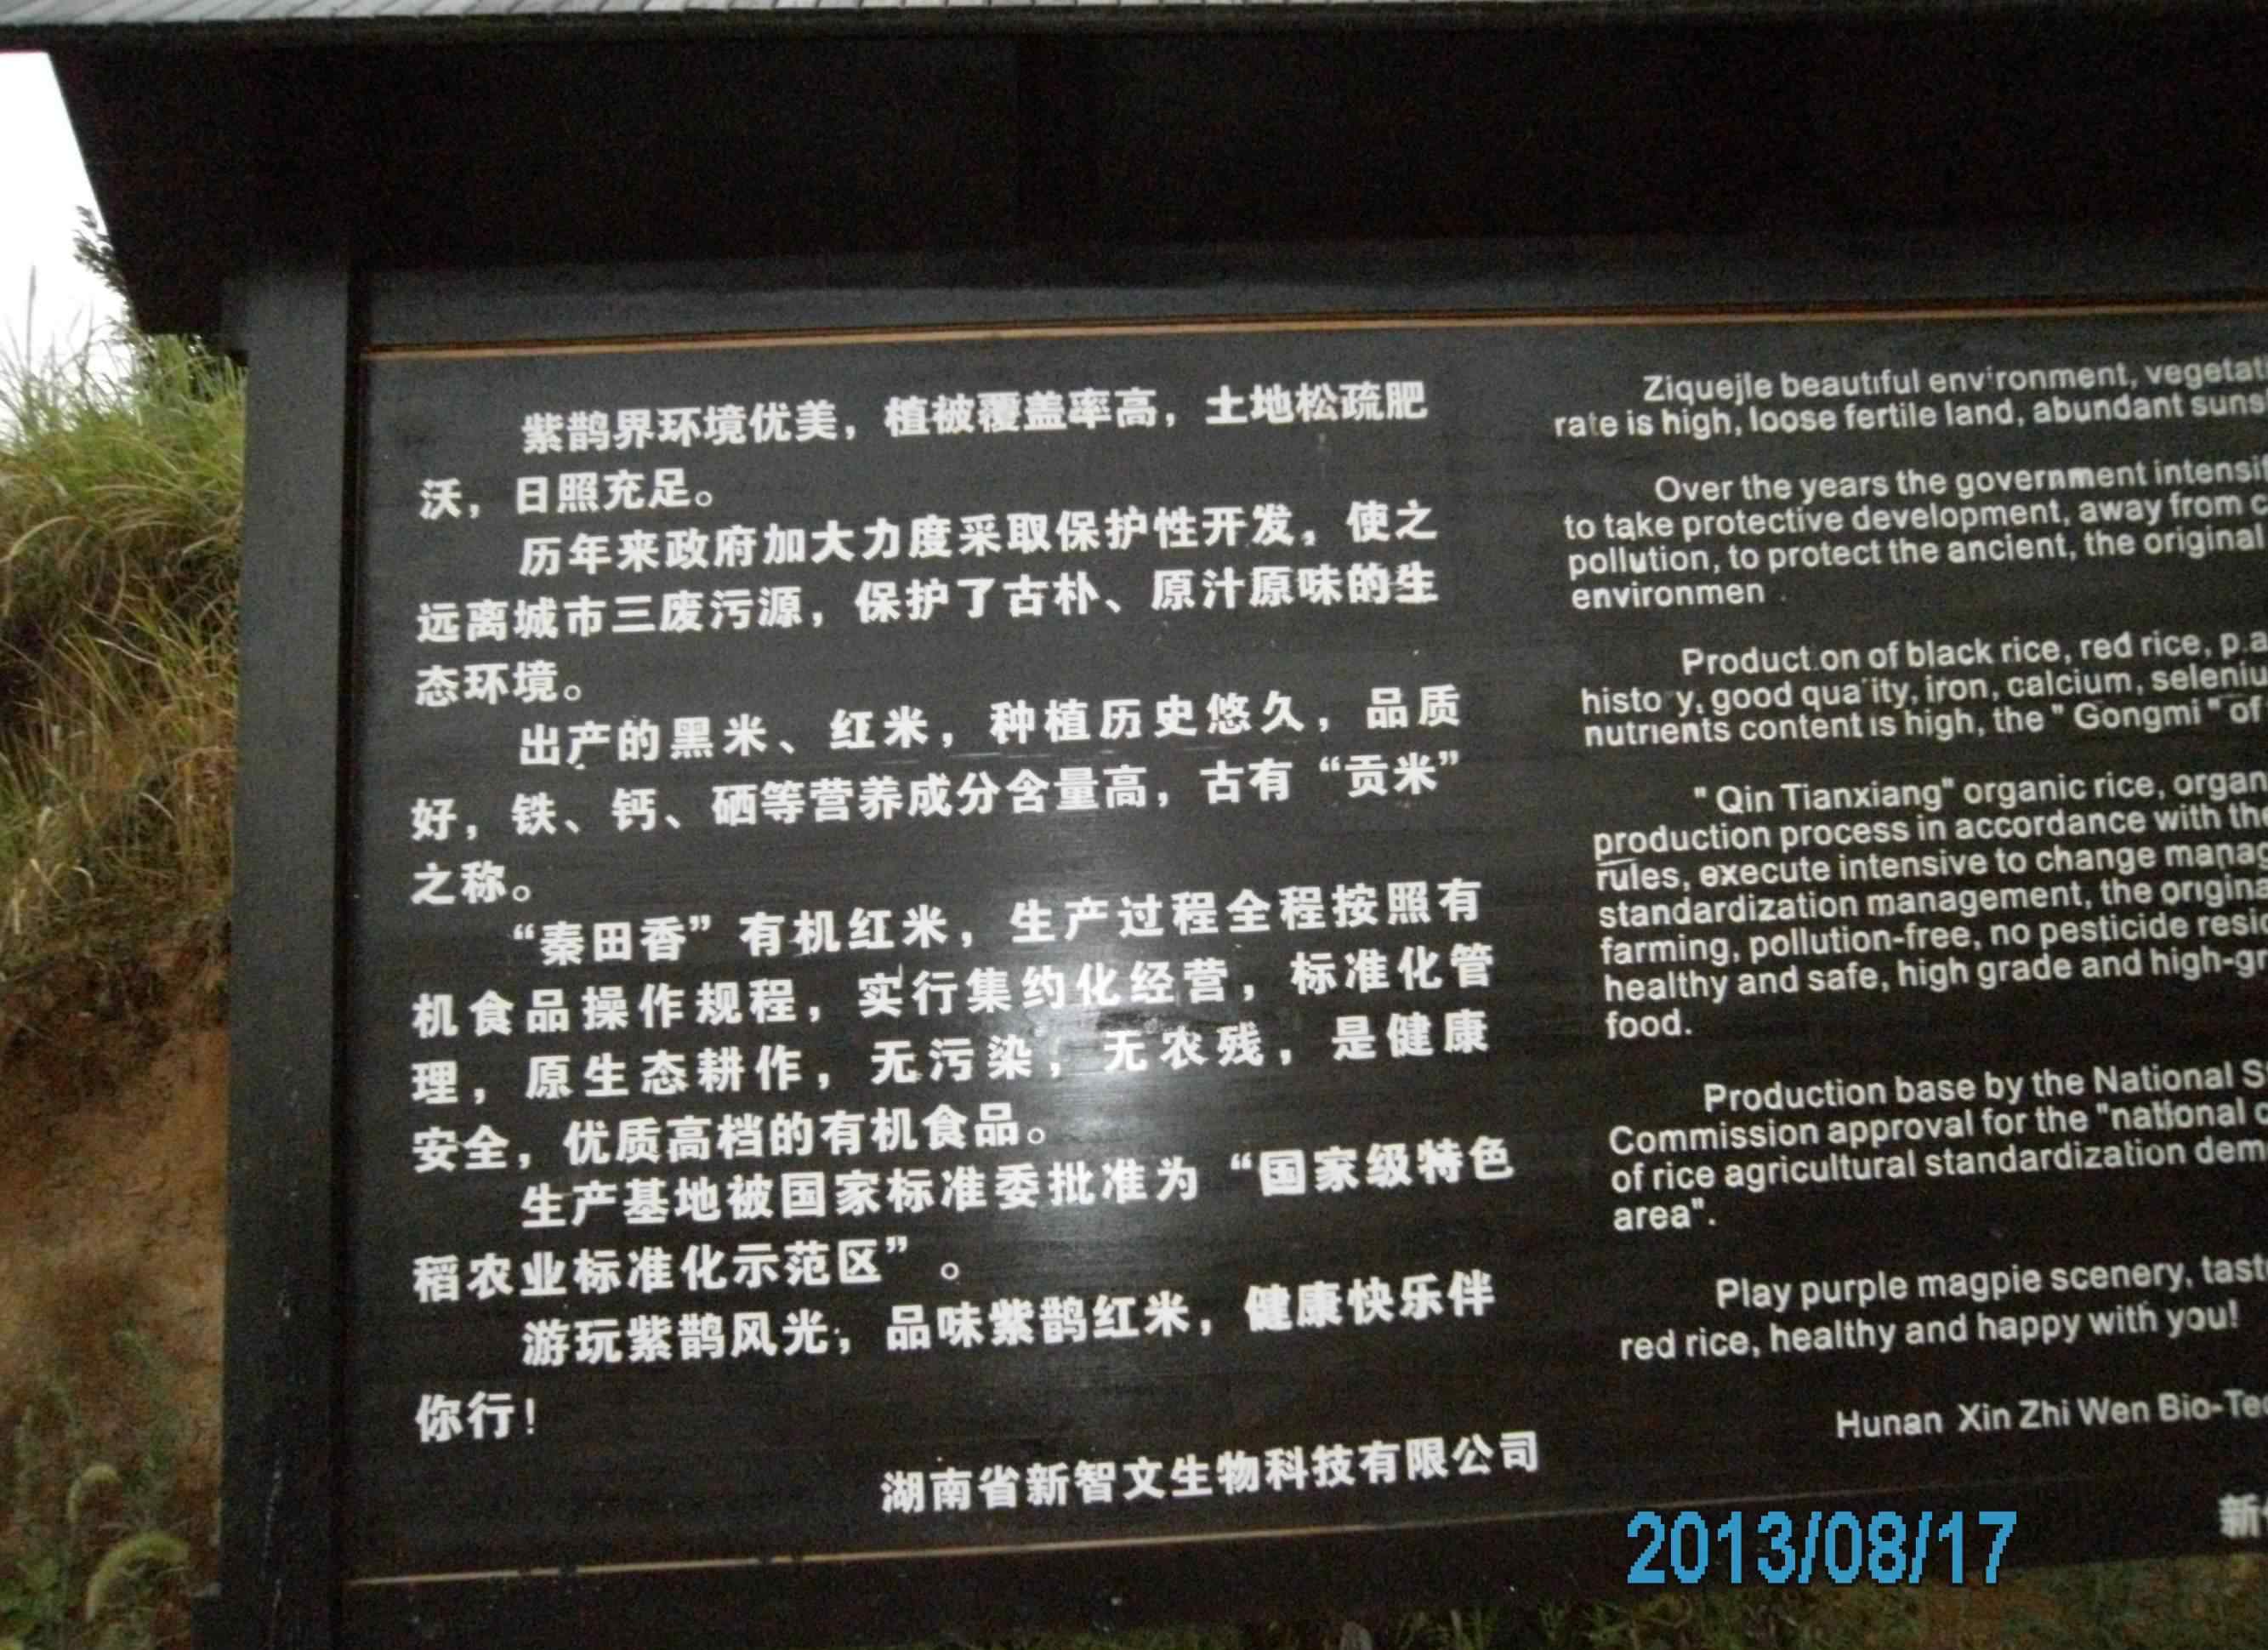 紫鹊界环境优美，植被覆盖率高，土地松疏肥
沃，日照充足。
历年来政府加大力度采取保护性开发，使之
远离城市三废污源，保护了古朴、原汁原味的生
态环境。
出产的黑米、红米，种植历史悠久，品质
好，铁、钙、硒等营养成分含量高，古有“贡米”
之称。
“秦田香”有机红米，生产过程全程按照有
机食品操作规程，实行集约化经营，标准化管
理，原生态耕作，无污染，无农残，是健康
安全，优质高档的有机食品。
生产基地被国家标准委批准为“国家级特色
稻农业标准化示范区”。
游玩紫鹊风光，品味紫鹊红米，健康快乐伴
你行！
湖南省新智文生物科技有限公司
Ziquejie beautiful environment, vegetat
rate is high, loose fertile land, abundant suns
Over the years the government intensif
to take protective development, away from c
pollution, to protect the ancient, the original
environmen
Production of black rice, red rice, p
history, good quality, iron, calcium, seleniu
nutrients content is high, the " Gongmi " of
" Qin Tianxiang" organic rice, organ
production process in accordance with the
rules, execute intensive to change manag
standardization management, the origina
farming, pollution-free, no pesticide resid
healthy and safe, high grade and high-gr
food.
Production base by the National S
Commission approval for the "national
of rice agricultural standardization dem
area".
Play purple magpie scenery, taste
red rice, healthy and happy with you!
Hunan Xin Zhi Wen Bio-Tec
新
2013/08/17